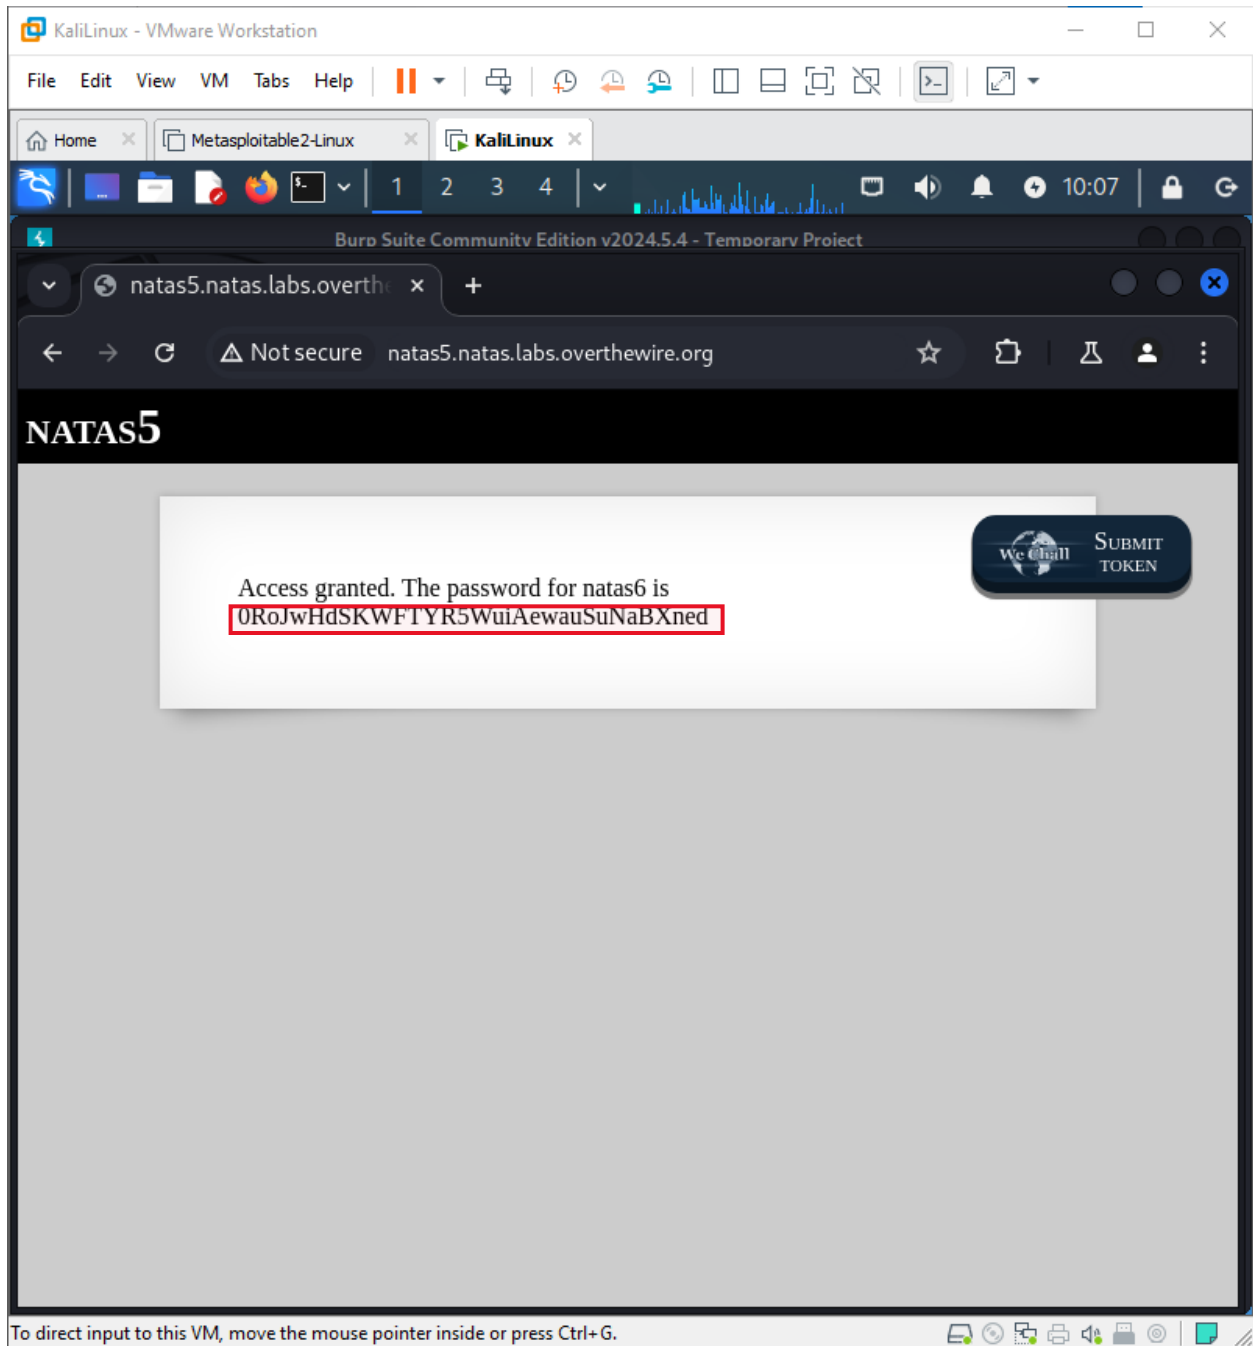 KaliLinux - VMware Workstation
File Edit View VM Tabs Help
Home Metasploitable2-Linux KaliLinux
1 2 3 4 10:07
Burp Suite Community Edition v2024.5.4 - Temporary Project
natas5.natas.labs.overthe
Not secure natas5.natas.labs.overthewire.org
NATAS5
We Chall SUBMIT TOKEN
Access granted. The password for natas6 is
0RoJwHdSKWFTYR5WuiAewauSuNaBXned
To direct input to this VM, move the mouse pointer inside or press Ctrl+G.